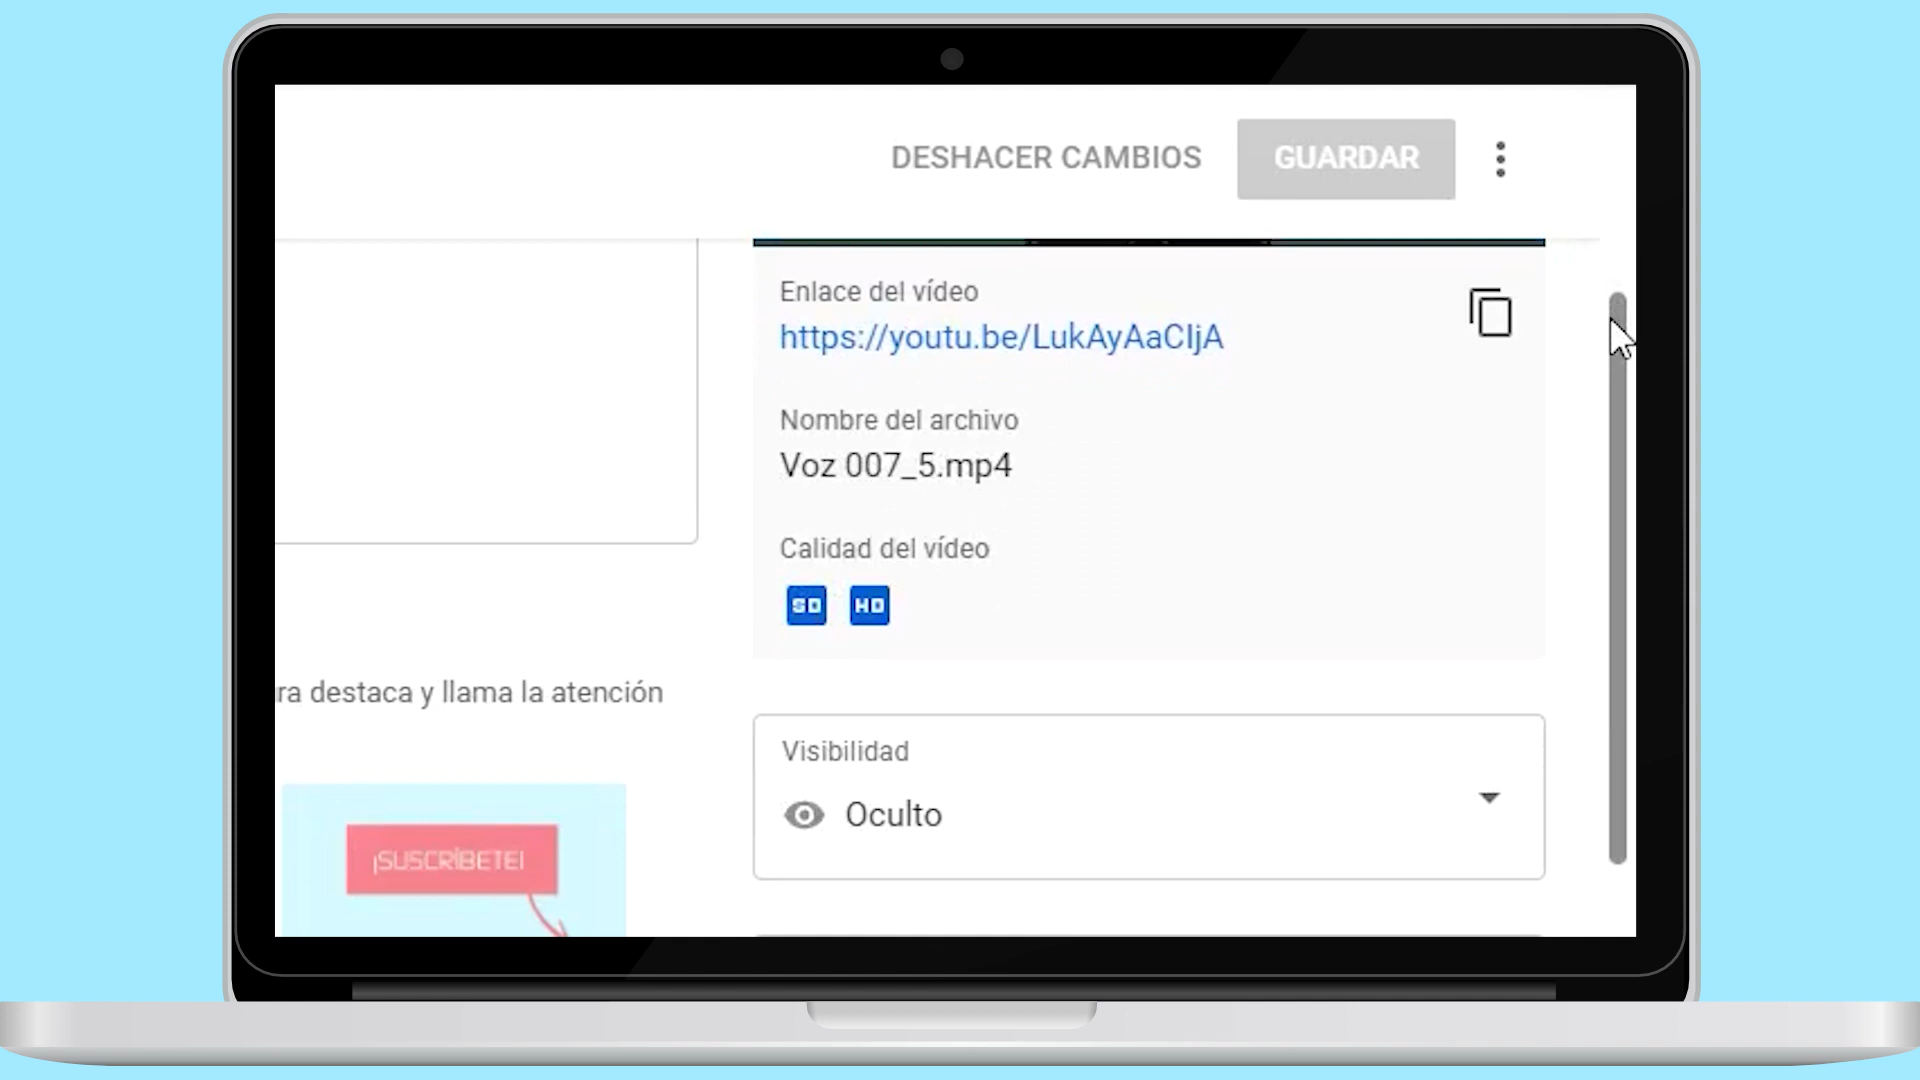 DESHACER CAMBIOS GUARDAR
Enlace del vídeo
https://youtu.be/LukAyAaCIjA
Nombre del archivo
Voz 007_5.mp4
Calidad del vídeo
SD HD
ra destaca y llama la atención
Visibilidad
Oculto
¡SUSCRÍBETE!